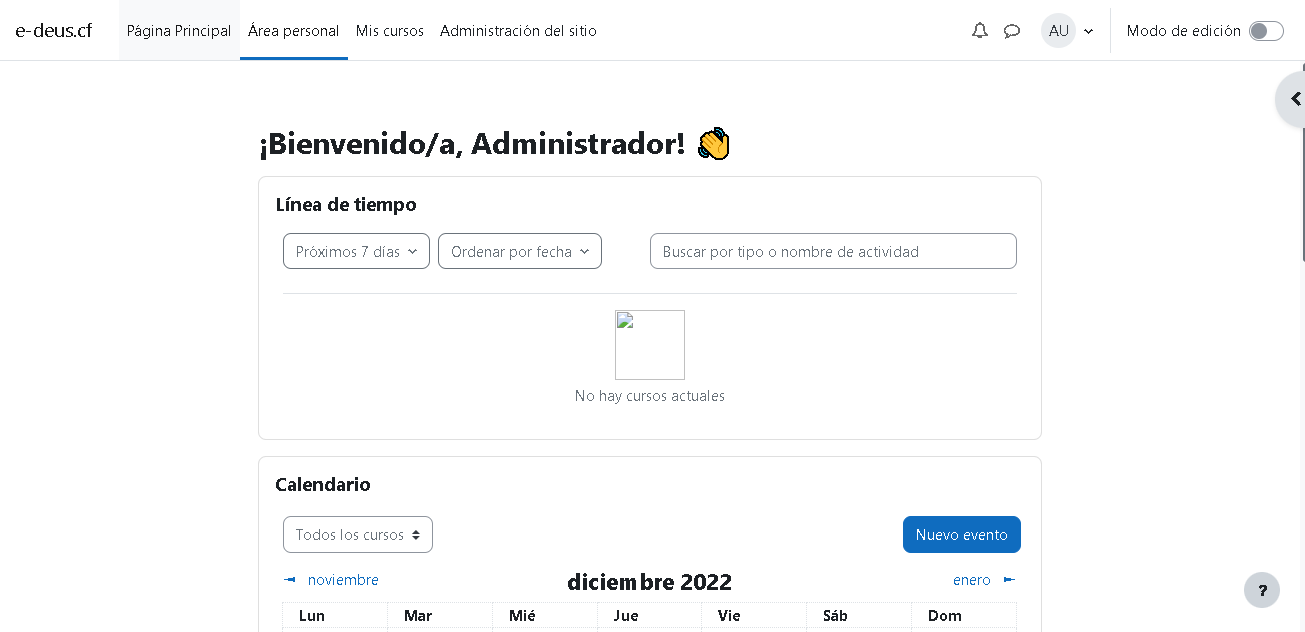 e-deus.cf Página Principal Área personal Mis cursos Administración del sitio AU Modo de edición
¡Bienvenido/a, Administrador! 👋
Línea de tiempo
Próximos 7 días Ordenar por fecha Buscar por tipo o nombre de actividad
No hay cursos actuales
Calendario
Todos los cursos Nuevo evento
◄ noviembre diciembre 2022 enero ►
Lun Mar Mié Jue Vie Sáb Dom
?